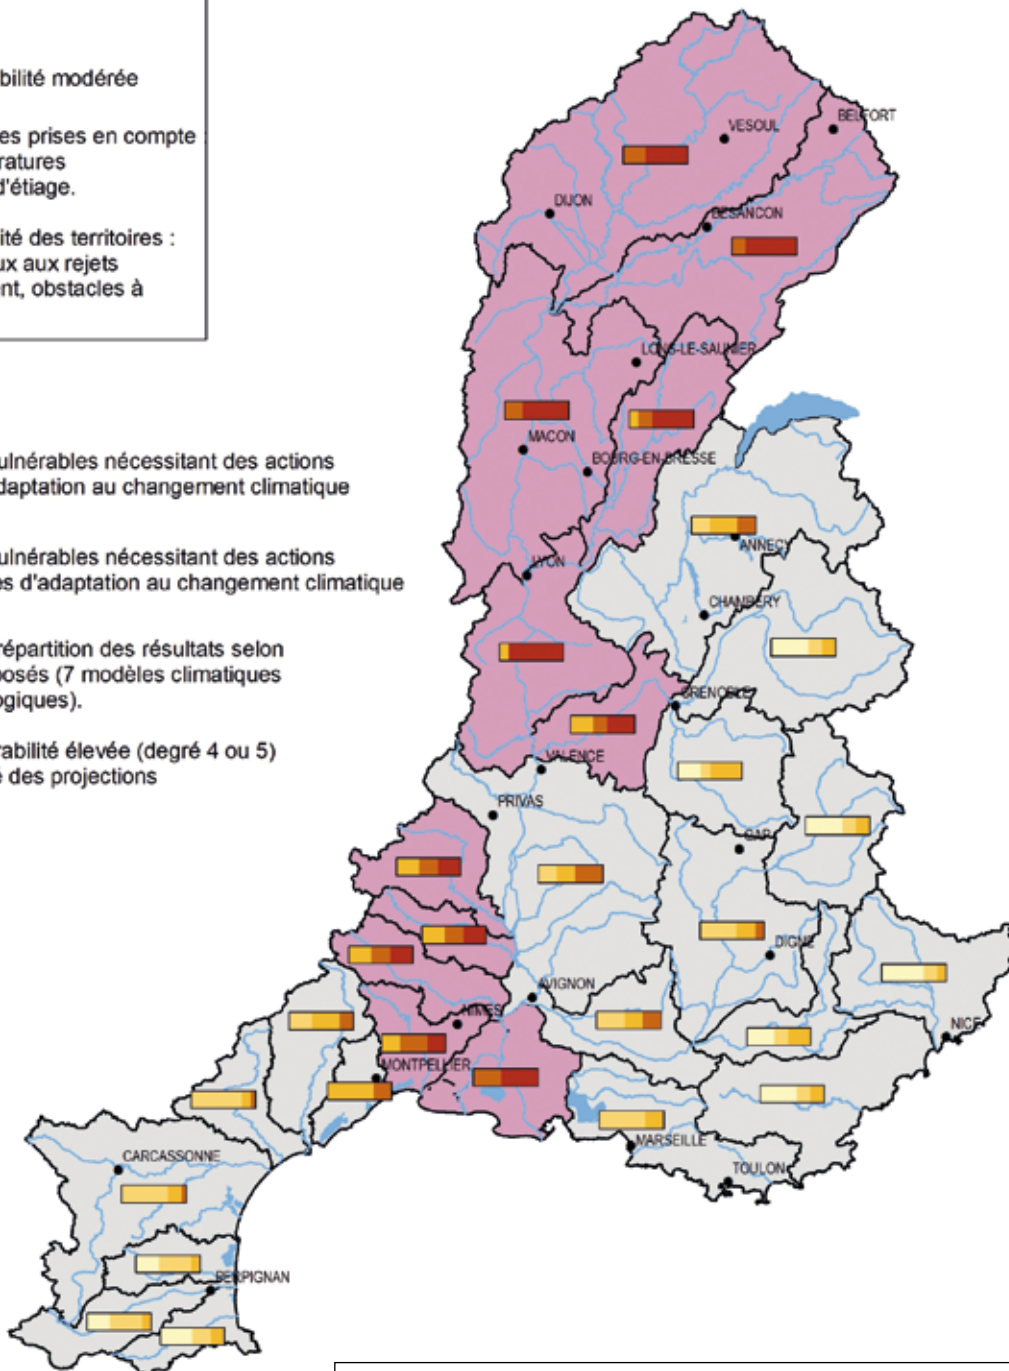 bilité modérée
es prises en compte :
ratures
d'étiage.
ité des territoires :
ux aux rejets
nt, obstacles à
ulnérables nécessitant des actions
daptation au changement climatique
ulnérables nécessitant des actions
es d'adaptation au changement climatique
répartition des résultats selon
posés (7 modèles climatiques
ogiques).
rabilité élevée (degré 4 ou 5)
é des projections
VESOUL
BELFORT
DIJON
BESANCON
LONS-LE-SAUNIER
MACON
BOURG-EN-BRESSE
ANNECY
LYON
CHAMBERY
GRENOBLE
VALENCE
PRIVAS
GAP
DIGNE
AVIGNON
NIMES
NICE
MONTPELLIER
MARSEILLE
CARCASSONNE
TOULON
PERPIGNAN